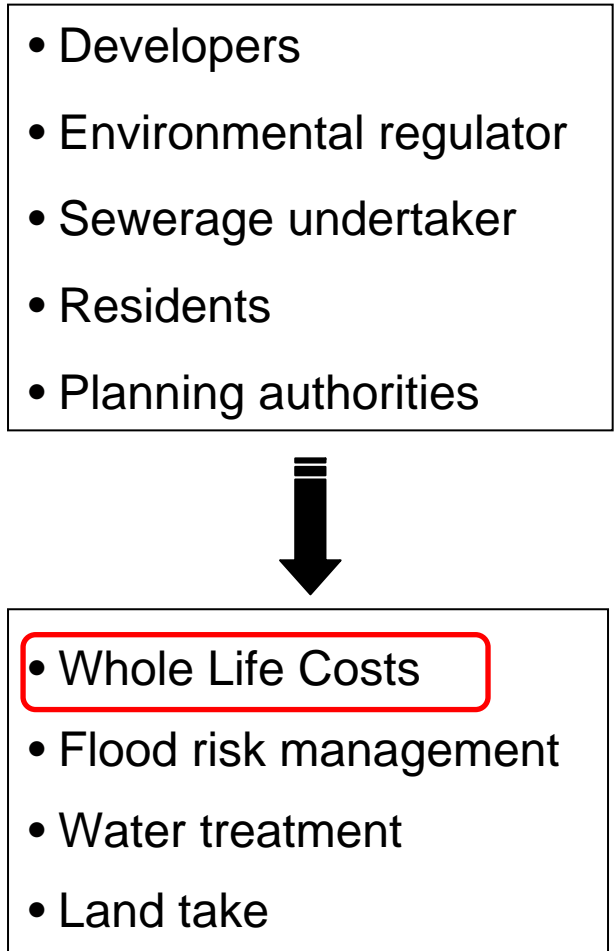 • Developers
• Environmental regulator
• Sewerage undertaker
• Residents
• Planning authorities
• Whole Life Costs
• Flood risk management
• Water treatment
• Land take